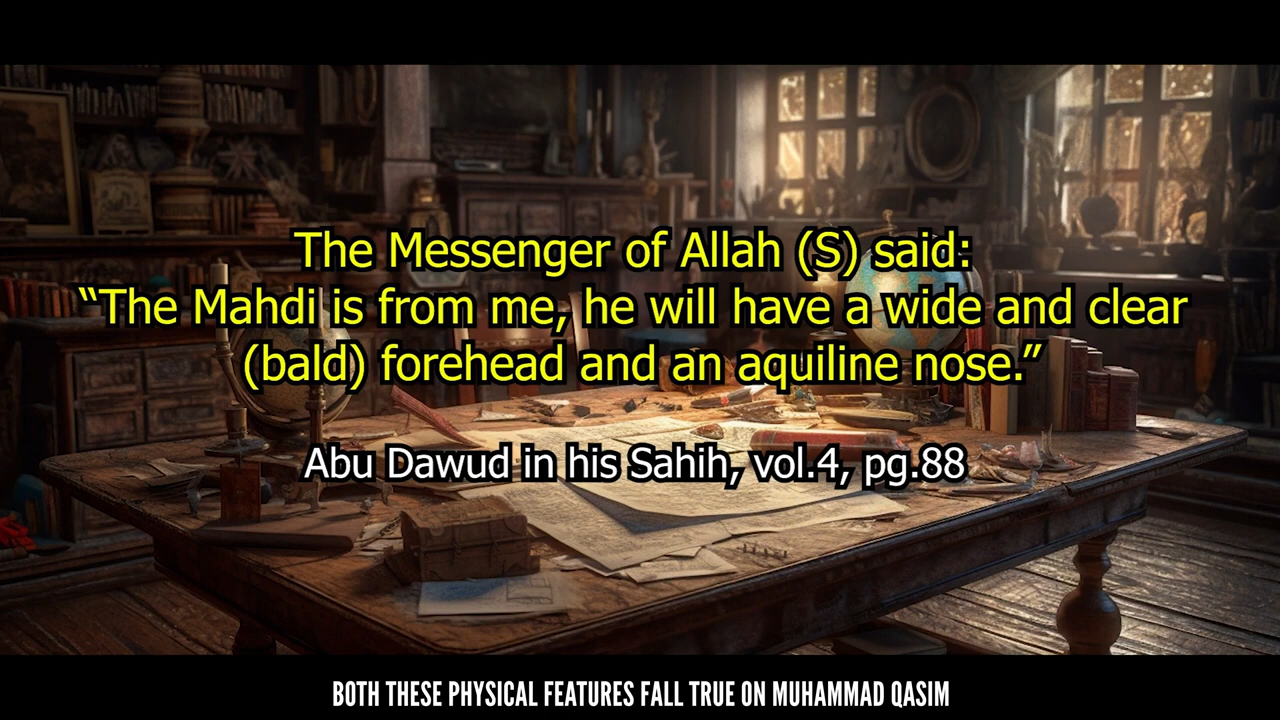 The Messenger of Allah (S) said:
“The Mahdi is from me, he will have a wide and clear
(bald) forehead and an aquiline nose.”
Abu Dawud in his Sahih, vol.4, pg.88
BOTH THESE PHYSICAL FEATURES FALL TRUE ON MUHAMMAD QASIM